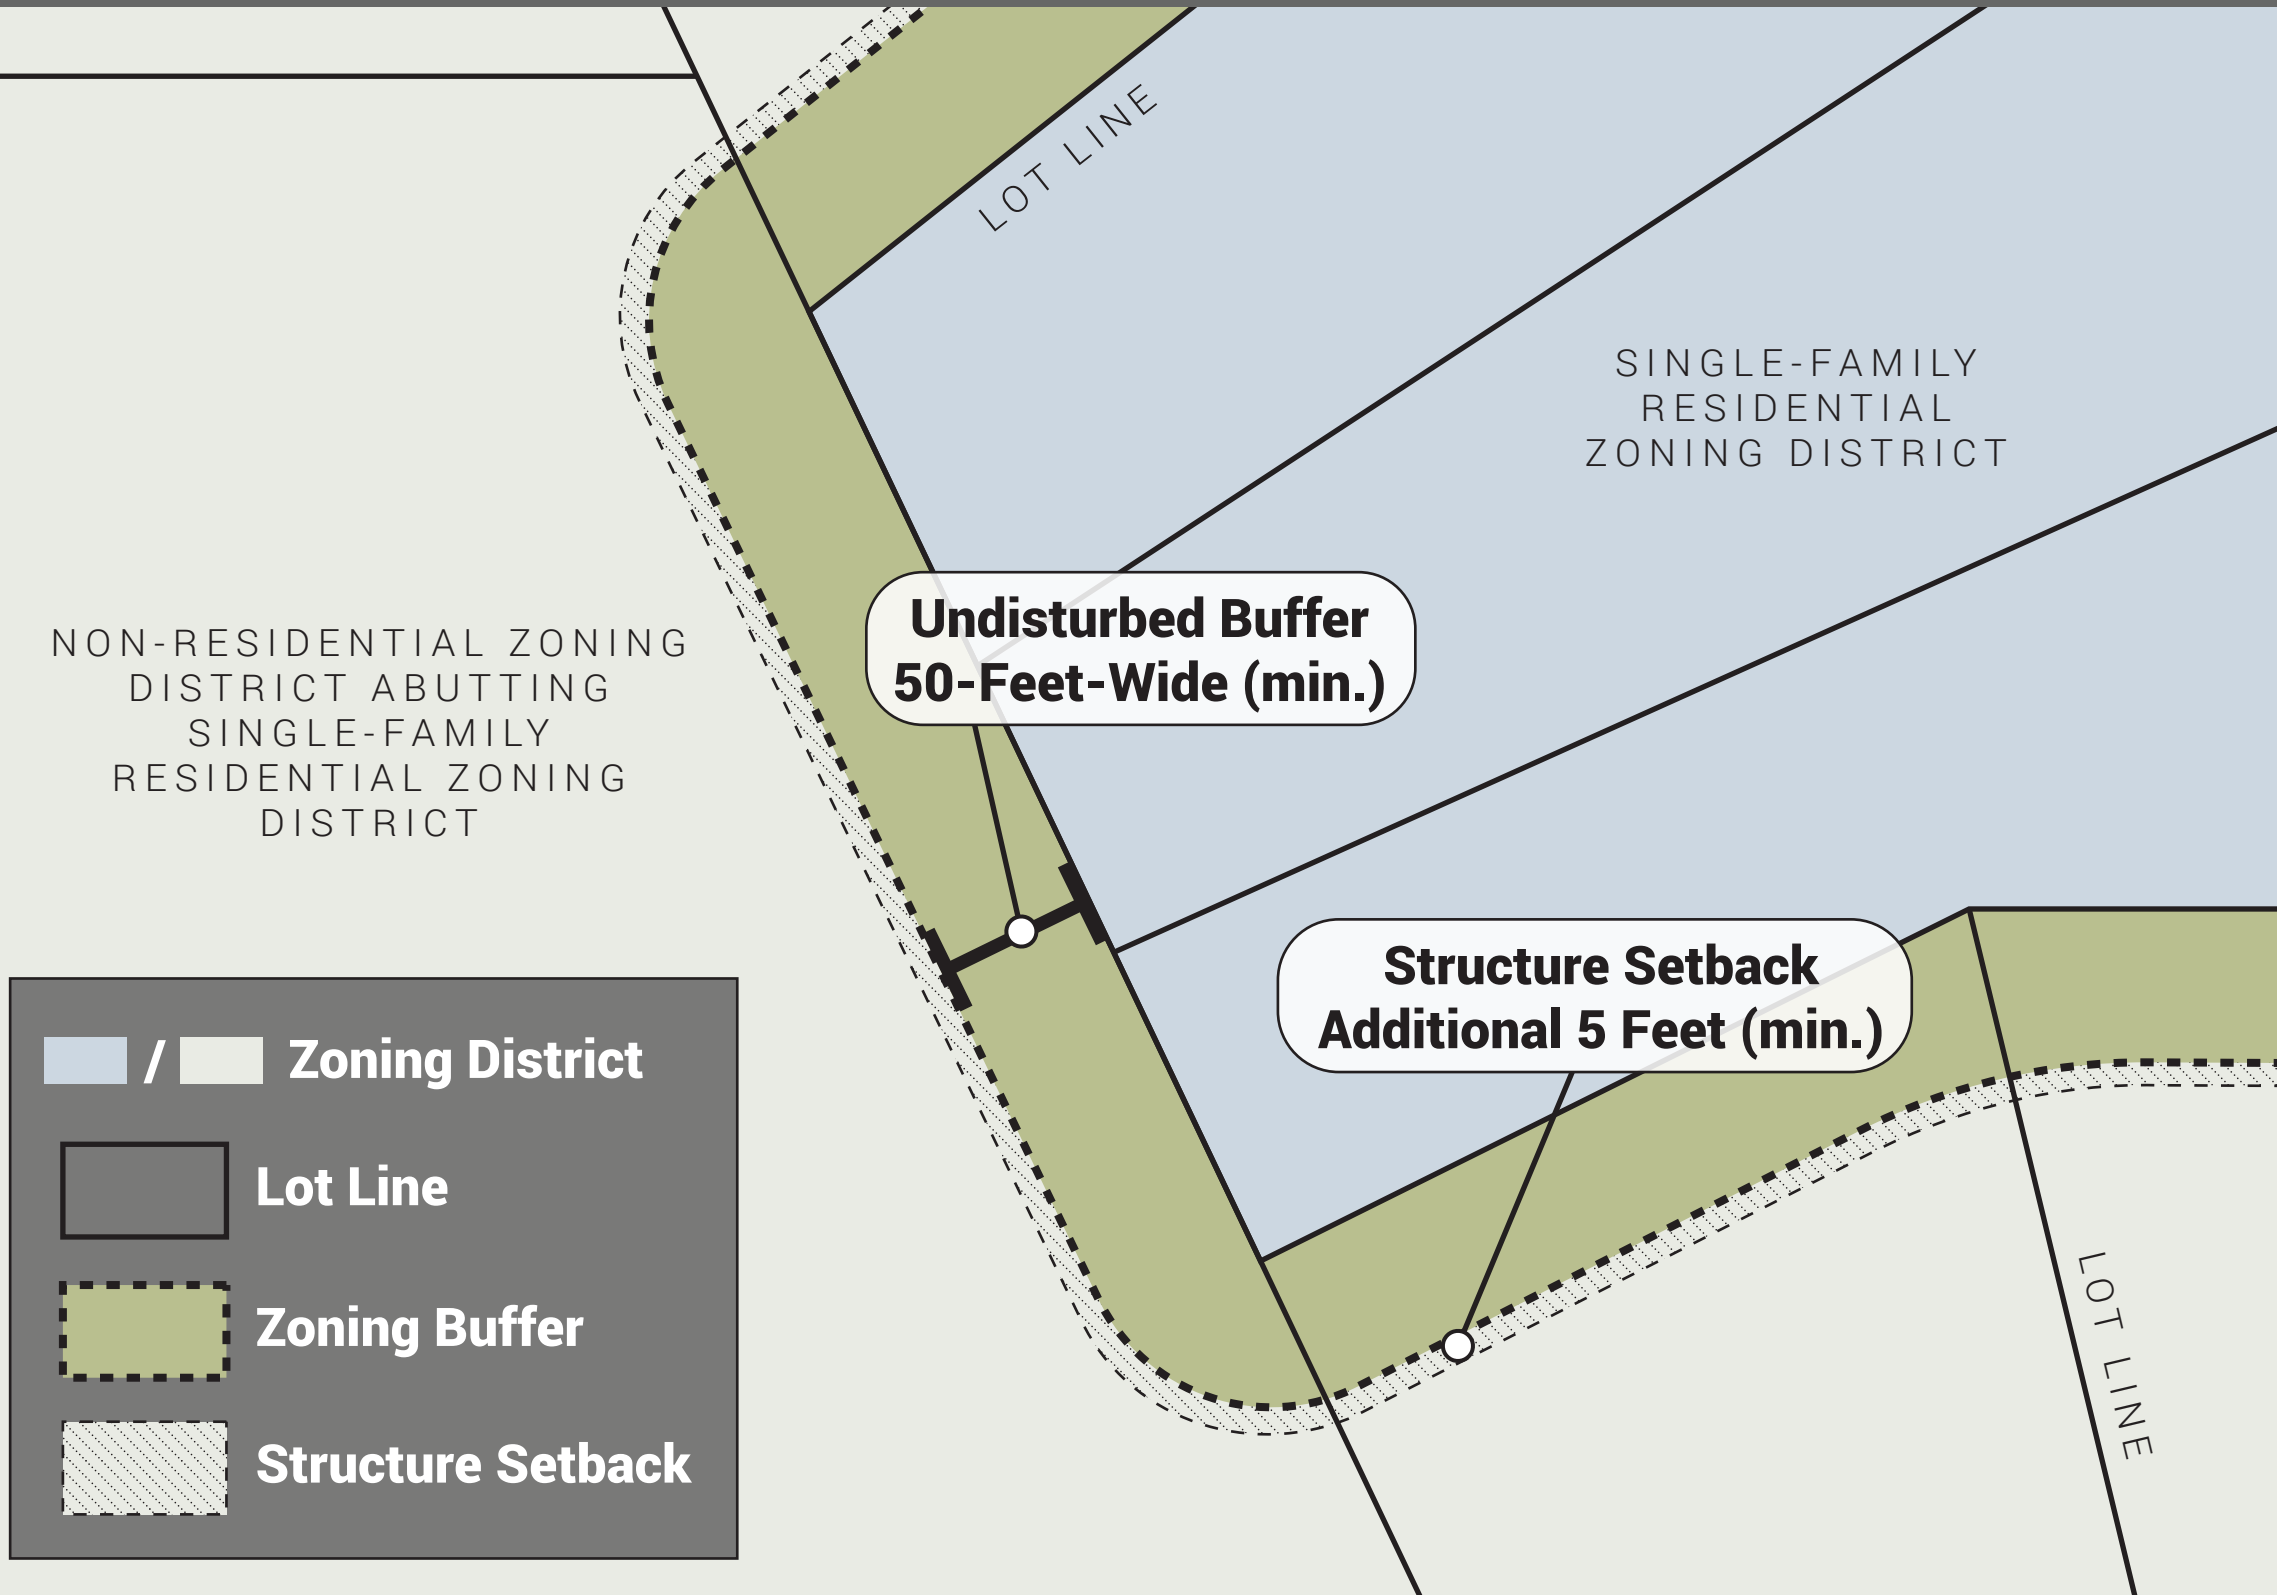 LOT LINE
SINGLE-FAMILY
RESIDENTIAL
ZONING DISTRICT
Undisturbed Buffer
50-Feet-Wide (min.)
NON-RESIDENTIAL ZONING
DISTRICT ABUTTING
SINGLE-FAMILY
RESIDENTIAL ZONING
DISTRICT
Structure Setback
Additional 5 Feet (min.)
/ Zoning District
Lot Line
Zoning Buffer
Structure Setback
LOT LINE